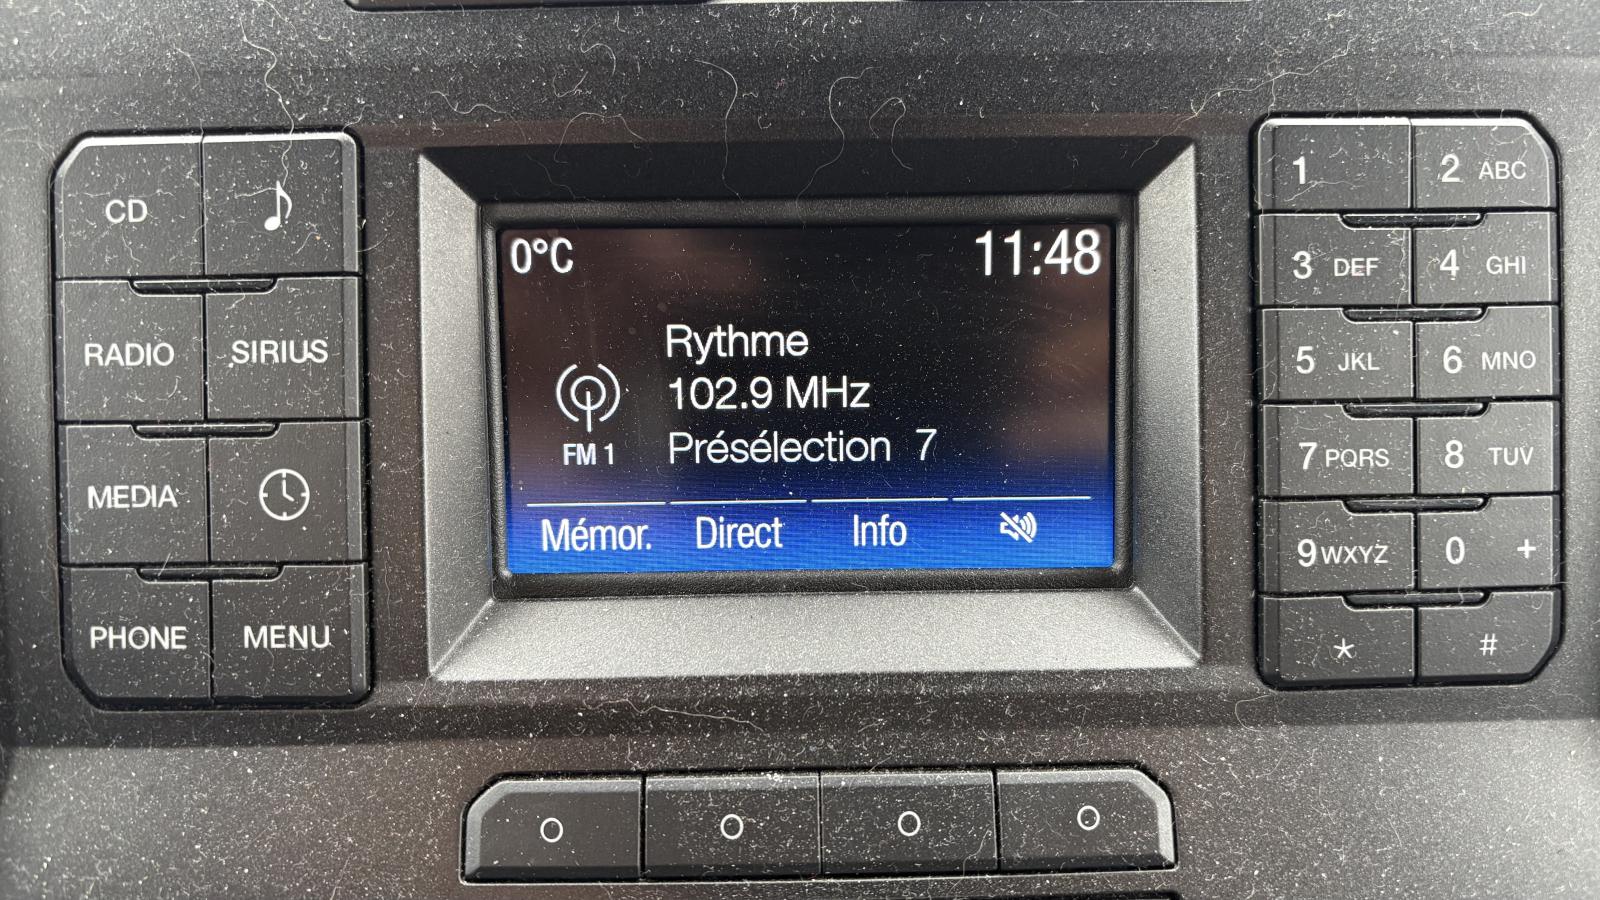 CD
RADIO SIRIUS
MEDIA
PHONE MENU
0°C 11:48
Rythme
102.9 MHz
FM 1 Présélection 7
Mémor. Direct Info
1 2 ABC
3 DEF 4 GHI
5 JKL 6 MNO
7 PQRS 8 TUV
9 WXYZ 0 +
* #